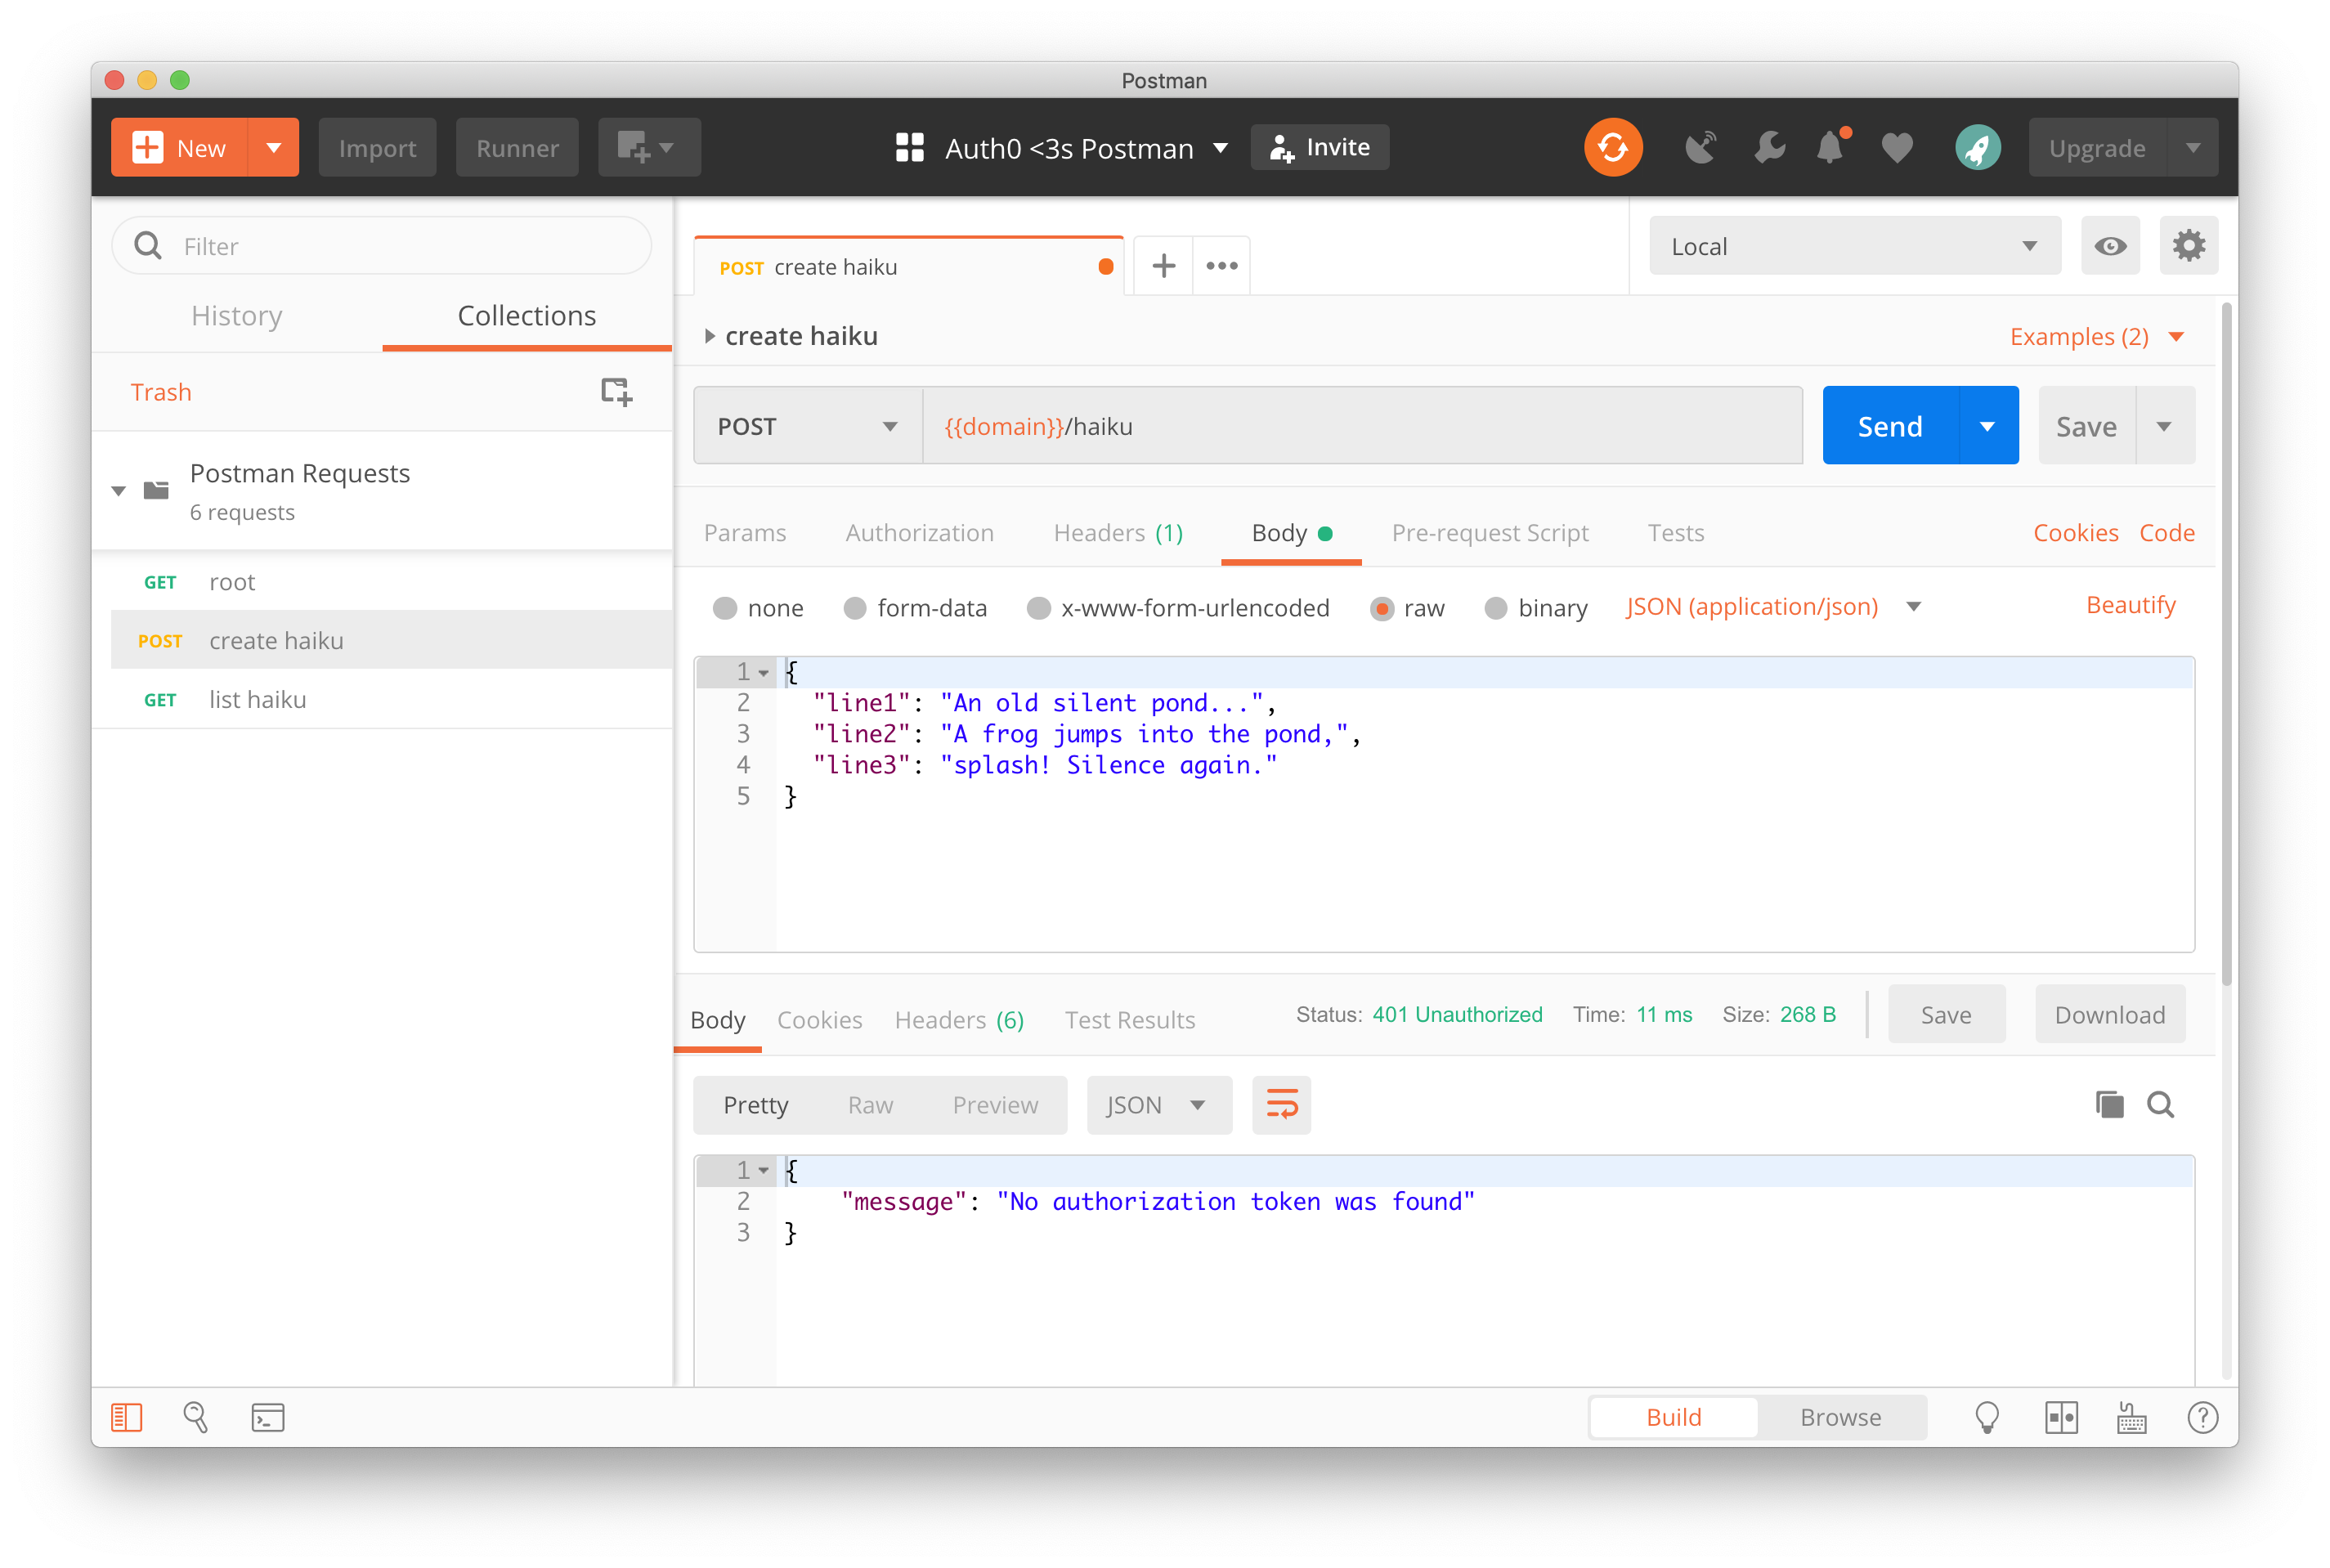 Postman
New
Import
Runner
Auth0 <3s Postman
Invite
Upgrade
Filter
History
Collections
Trash
Postman Requests
6 requests
GET root
POST create haiku
GET list haiku
POST create haiku
Local
create haiku
Examples (2)
POST
{{domain}}/haiku
Send
Save
Params
Authorization
Headers (1)
Body
Pre-request Script
Tests
Cookies
Code
none
form-data
x-www-form-urlencoded
raw
binary
JSON (application/json)
Beautify
1 {
2 "line1": "An old silent pond...",
3 "line2": "A frog jumps into the pond,",
4 "line3": "splash! Silence again."
5 }
Body
Cookies
Headers (6)
Test Results
Status: 401 Unauthorized
Time: 11 ms
Size: 268 B
Save
Download
Pretty
Raw
Preview
JSON
1 {
2 "message": "No authorization token was found"
3 }
Build
Browse